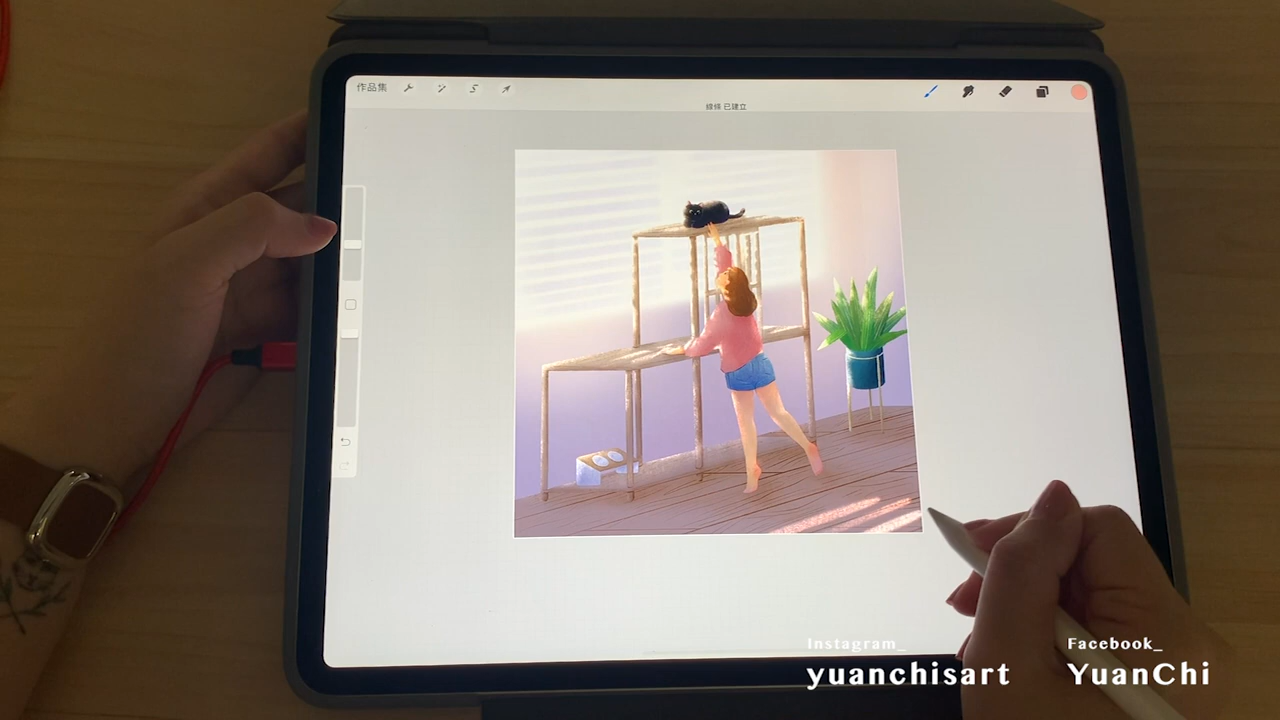 作品集
線條 已建立
Instagram_
yuanchisart
Facebook_
YuanChi